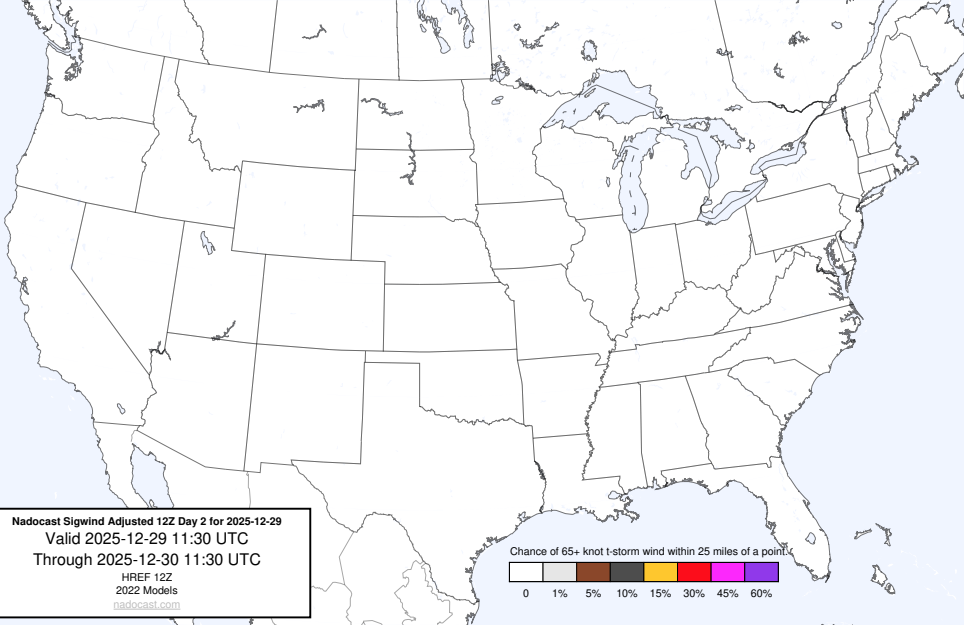 Nadocast Sigwind Adjusted 12Z Day 2 for 2025-12-29
Valid 2025-12-29 11:30 UTC
Through 2025-12-30 11:30 UTC
HREF 12Z
2022 Models
nadocast.com
Chance of 65+ knot t-storm wind within 25 miles of a point.
0 1% 5% 10% 15% 30% 45% 60%